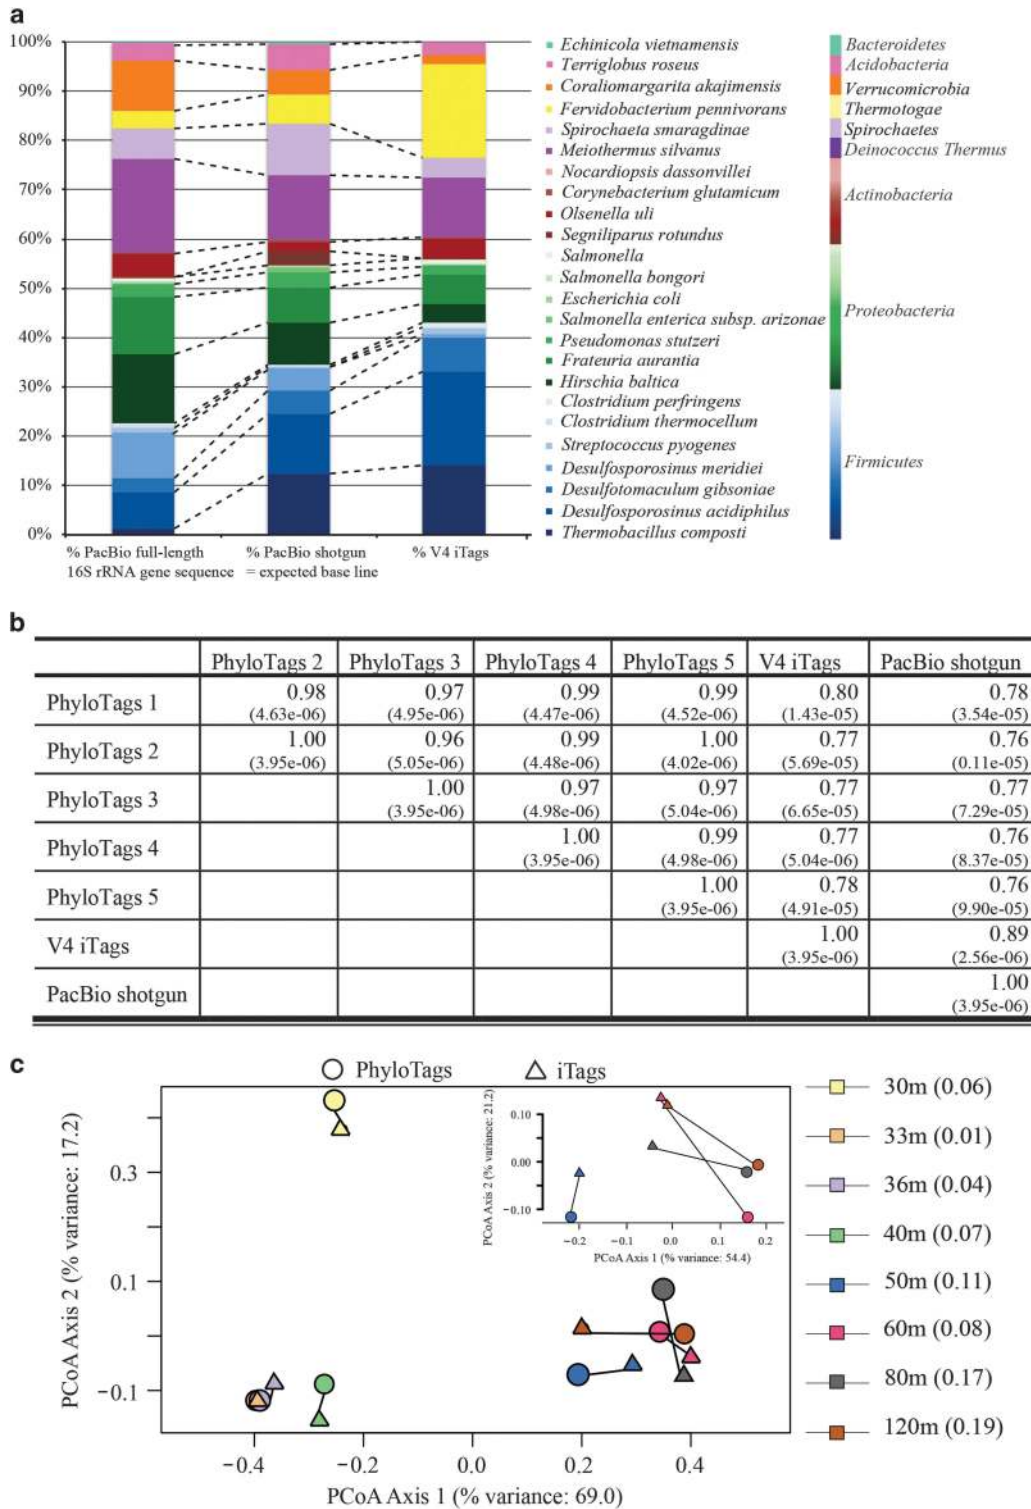 a
100%
90%
80%
70%
60%
50%
40%
30%
20%
10%
0%
% PacBio full-length
16S rRNA gene sequence
% PacBio shotgun
= expected base line
% V4 iTags
Echinicola vietnamensis
Terriglobus roseus
Coraliomargarita akajimensis
Fervidobacterium pennivorans
Spirochaeta smaragdinae
Meiothermus silvanus
Nocardiopsis dassonvillei
Corynebacterium glutamicum
Olsenella uli
Segniliparus rotundus
Salmonella
Salmonella bongori
Escherichia coli
Salmonella enterica subsp. arizonae
Pseudomonas stutzeri
Frateuria aurantia
Hirschia baltica
Clostridium perfringens
Clostridium thermocellum
Streptococcus pyogenes
Desulfosporosinus meridiei
Desulfotomaculum gibsoniae
Desulfosporosinus acidiphilus
Thermobacillus composti
Bacteroidetes
Acidobacteria
Verrucomicrobia
Thermotogae
Spirochaetes
Deinococcus Thermus
Actinobacteria
Proteobacteria
Firmicutes
b
PhyloTags 2 PhyloTags 3 PhyloTags 4 PhyloTags 5 V4 iTags PacBio shotgun
PhyloTags 1 0.98 0.97 0.99 0.99 0.80 0.78
(4.63e-06) (4.95e-06) (4.47e-06) (4.52e-06) (1.43e-05) (3.54e-05)
PhyloTags 2 1.00 0.96 0.99 1.00 0.77 0.76
(3.95e-06) (5.05e-06) (4.48e-06) (4.02e-06) (5.69e-05) (0.11e-05)
PhyloTags 3 1.00 0.97 0.97 0.77 0.77
(3.95e-06) (4.98e-06) (5.04e-06) (6.65e-05) (7.29e-05)
PhyloTags 4 1.00 0.99 0.77 0.76
(3.95e-06) (4.98e-06) (5.04e-06) (8.37e-05)
PhyloTags 5 1.00 0.78 0.76
(3.95e-06) (4.91e-05) (9.90e-05)
V4 iTags 1.00 0.89
(3.95e-06) (2.56e-06)
PacBio shotgun 1.00
(3.95e-06)
c
PhyloTags iTags
PCoA Axis 2 (% variance: 17.2)
0.3
0.1
−0.1
−0.4 −0.2 0.0 0.2 0.4
PCoA Axis 1 (% variance: 69.0)
PCoA Axis 2 (% variance: 21.2)
0.10
0.00
−0.10
−0.2 −0.1 0.0 0.1 0.2
PCoA Axis 1 (% variance: 54.4)
30m (0.06)
33m (0.01)
36m (0.04)
40m (0.07)
50m (0.11)
60m (0.08)
80m (0.17)
120m (0.19)